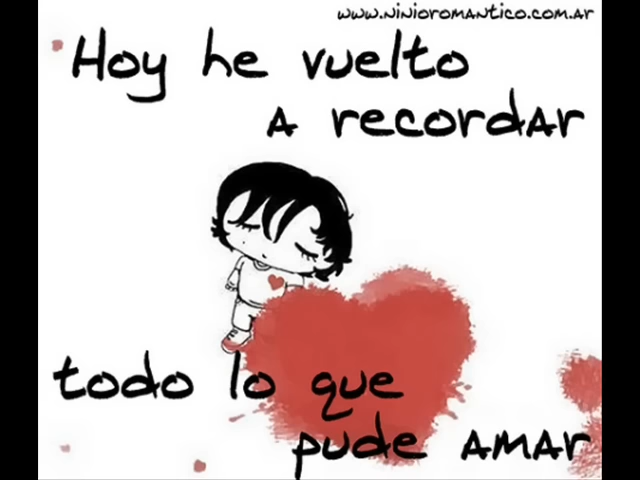 www.ninioromantico.com.ar
Hoy he vuelto
a recordar
todo lo que
pude amar